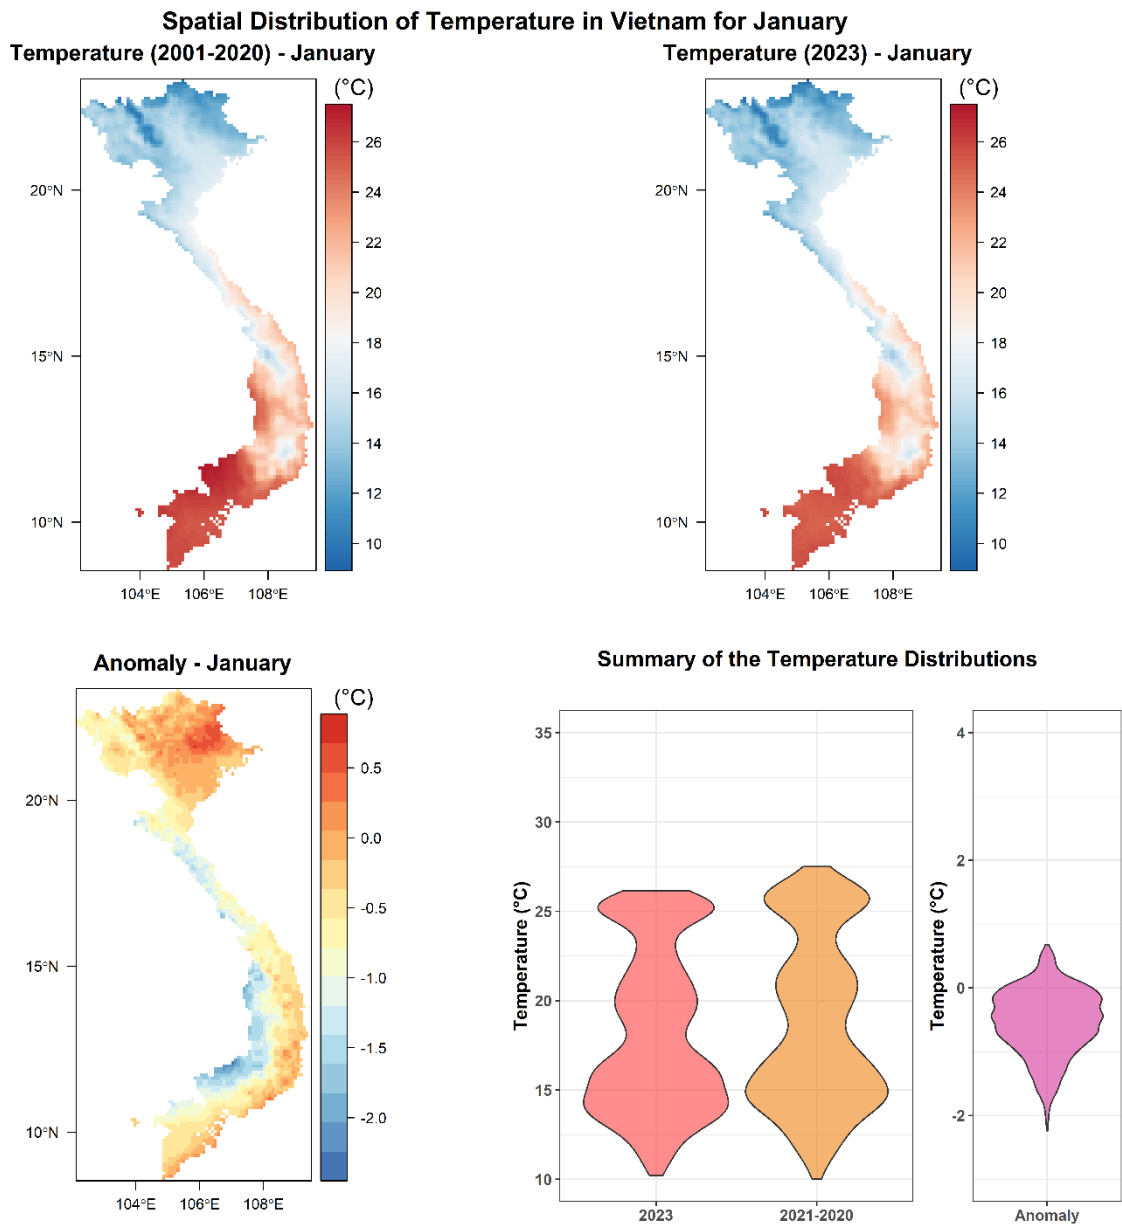 Spatial Distribution of Temperature in Vietnam for January
Temperature (2001-2020) - January
(°C)
26
24
22
20
18
16
14
12
10
20°N
15°N
10°N
104°E 106°E 108°E
Temperature (2023) - January
(°C)
26
24
22
20
18
16
14
12
10
20°N
15°N
10°N
104°E 106°E 108°E
Anomaly - January
(°C)
0.5
0.0
-0.5
-1.0
-1.5
-2.0
20°N
15°N
10°N
104°E 106°E 108°E
Summary of the Temperature Distributions
Temperature (°C)
35
30
25
20
15
10
2023 2021-2020
Temperature (°C)
4
2
0
-2
Anomaly